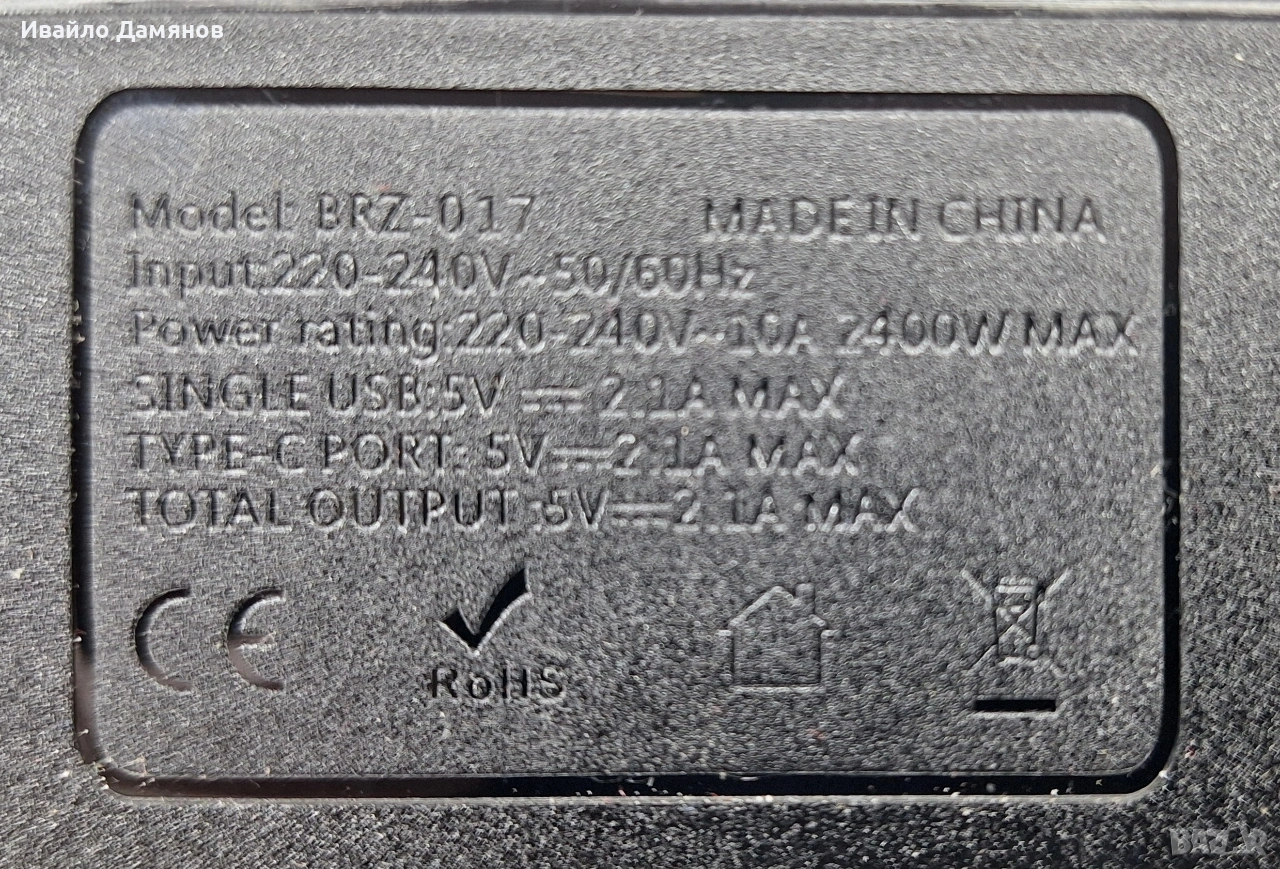 Ивайло Дамянов
Model: BRZ-017 MADE IN CHINA
Input:220-240V~50/60Hz
Power rating:220-240V~10A 2400W MAX
SINGLE USB:5V⎓2.1A MAX
TYPE-C PORT: 5V⎓2.1A MAX
TOTAL OUTPUT :5V⎓2.1A MAX
CE
RoHS